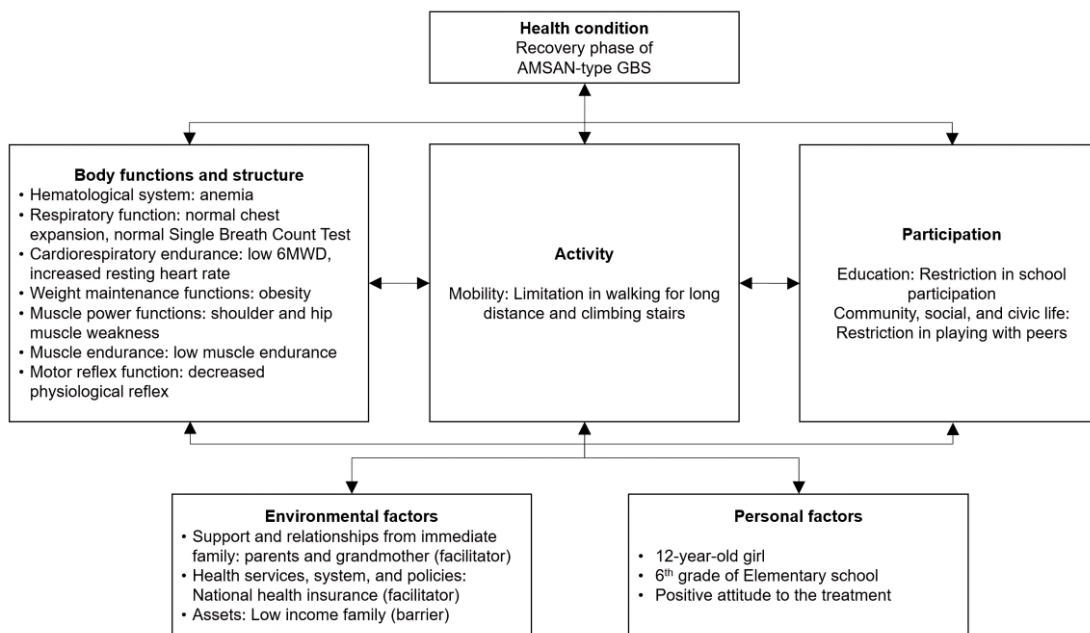 Health condition
Recovery phase of
AMSAN-type GBS
Body functions and structure
• Hematological system: anemia
• Respiratory function: normal chest
expansion, normal Single Breath Count Test
• Cardiorespiratory endurance: low 6MWD,
increased resting heart rate
• Weight maintenance functions: obesity
• Muscle power functions: shoulder and hip
muscle weakness
• Muscle endurance: low muscle endurance
• Motor reflex function: decreased
physiological reflex
Activity
Mobility: Limitation in walking for long
distance and climbing stairs
Participation
Education: Restriction in school
participation
Community, social, and civic life:
Restriction in playing with peers
Environmental factors
• Support and relationships from immediate
family: parents and grandmother (facilitator)
• Health services, system, and policies:
National health insurance (facilitator)
• Assets: Low income family (barrier)
Personal factors
• 12-year-old girl
• 6th grade of Elementary school
• Positive attitude to the treatment